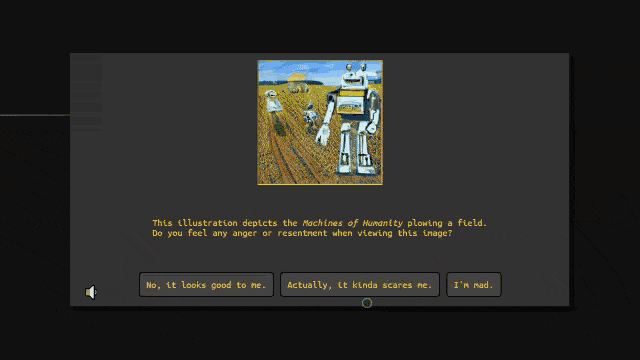 This illustration depicts the Machines of Humanity plowing a field.
Do you feel any anger or resentment when viewing this image?
No, it looks good to me.
Actually, it kinda scares me.
I'm mad.